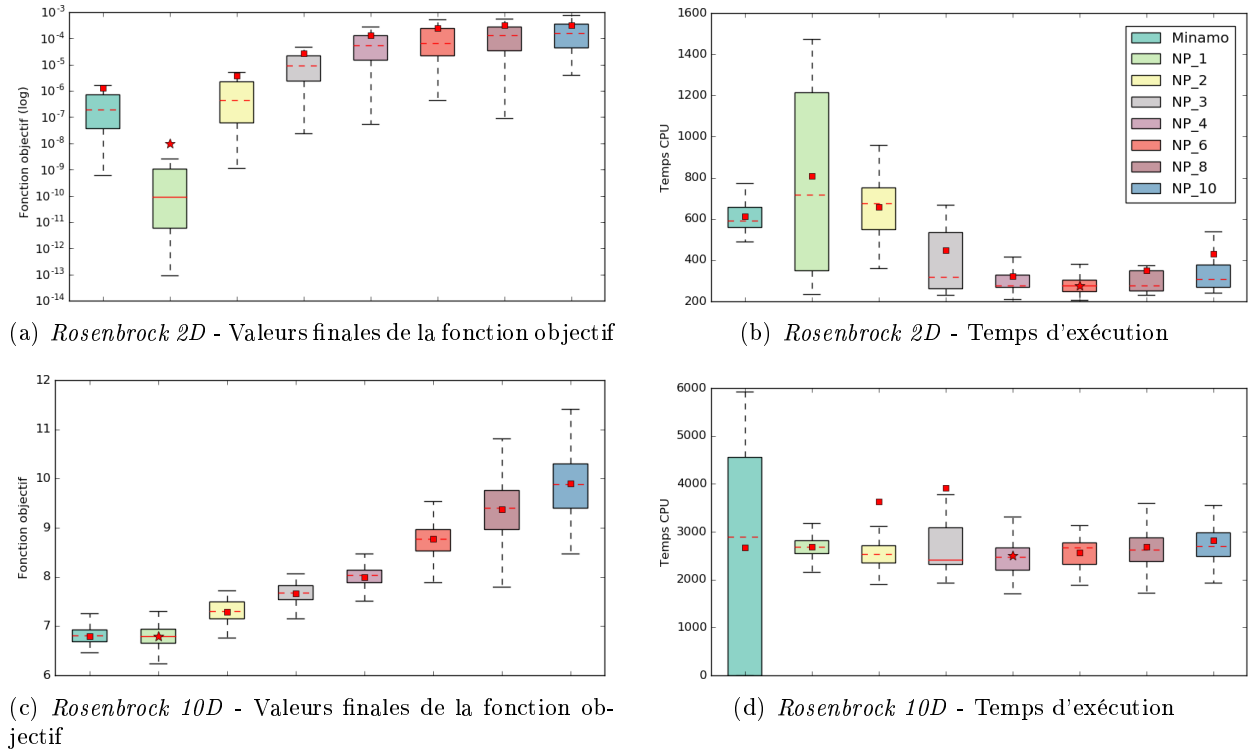 10⁻³
10⁻⁴
10⁻⁵
10⁻⁶
10⁻⁷
10⁻⁸
10⁻⁹
10⁻¹⁰
10⁻¹¹
10⁻¹²
10⁻¹³
10⁻¹⁴
Fonction objectif (log)
(a) Rosenbrock 2D - Valeurs finales de la fonction objectif
1600
1400
1200
1000
800
600
400
200
Temps CPU
Minamo
NP_1
NP_2
NP_3
NP_4
NP_6
NP_8
NP_10
(b) Rosenbrock 2D - Temps d'exécution
12
11
10
9
8
7
6
Fonction objectif
(c) Rosenbrock 10D - Valeurs finales de la fonction ob-
jectif
6000
5000
4000
3000
2000
1000
0
Temps CPU
(d) Rosenbrock 10D - Temps d'exécution